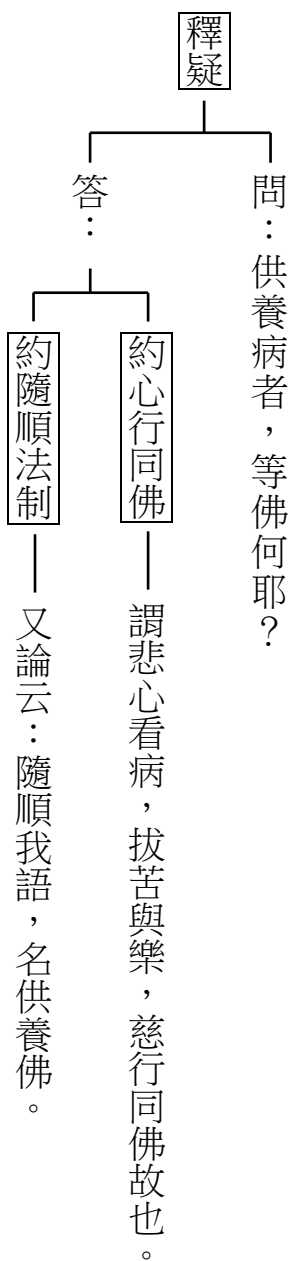 釋疑
問：供養病者，等佛何耶？
答：
約心行同佛
謂悲心看病，拔苦與樂，慈行同佛故也。
約隨順法制
又論云：隨順我語，名供養佛。